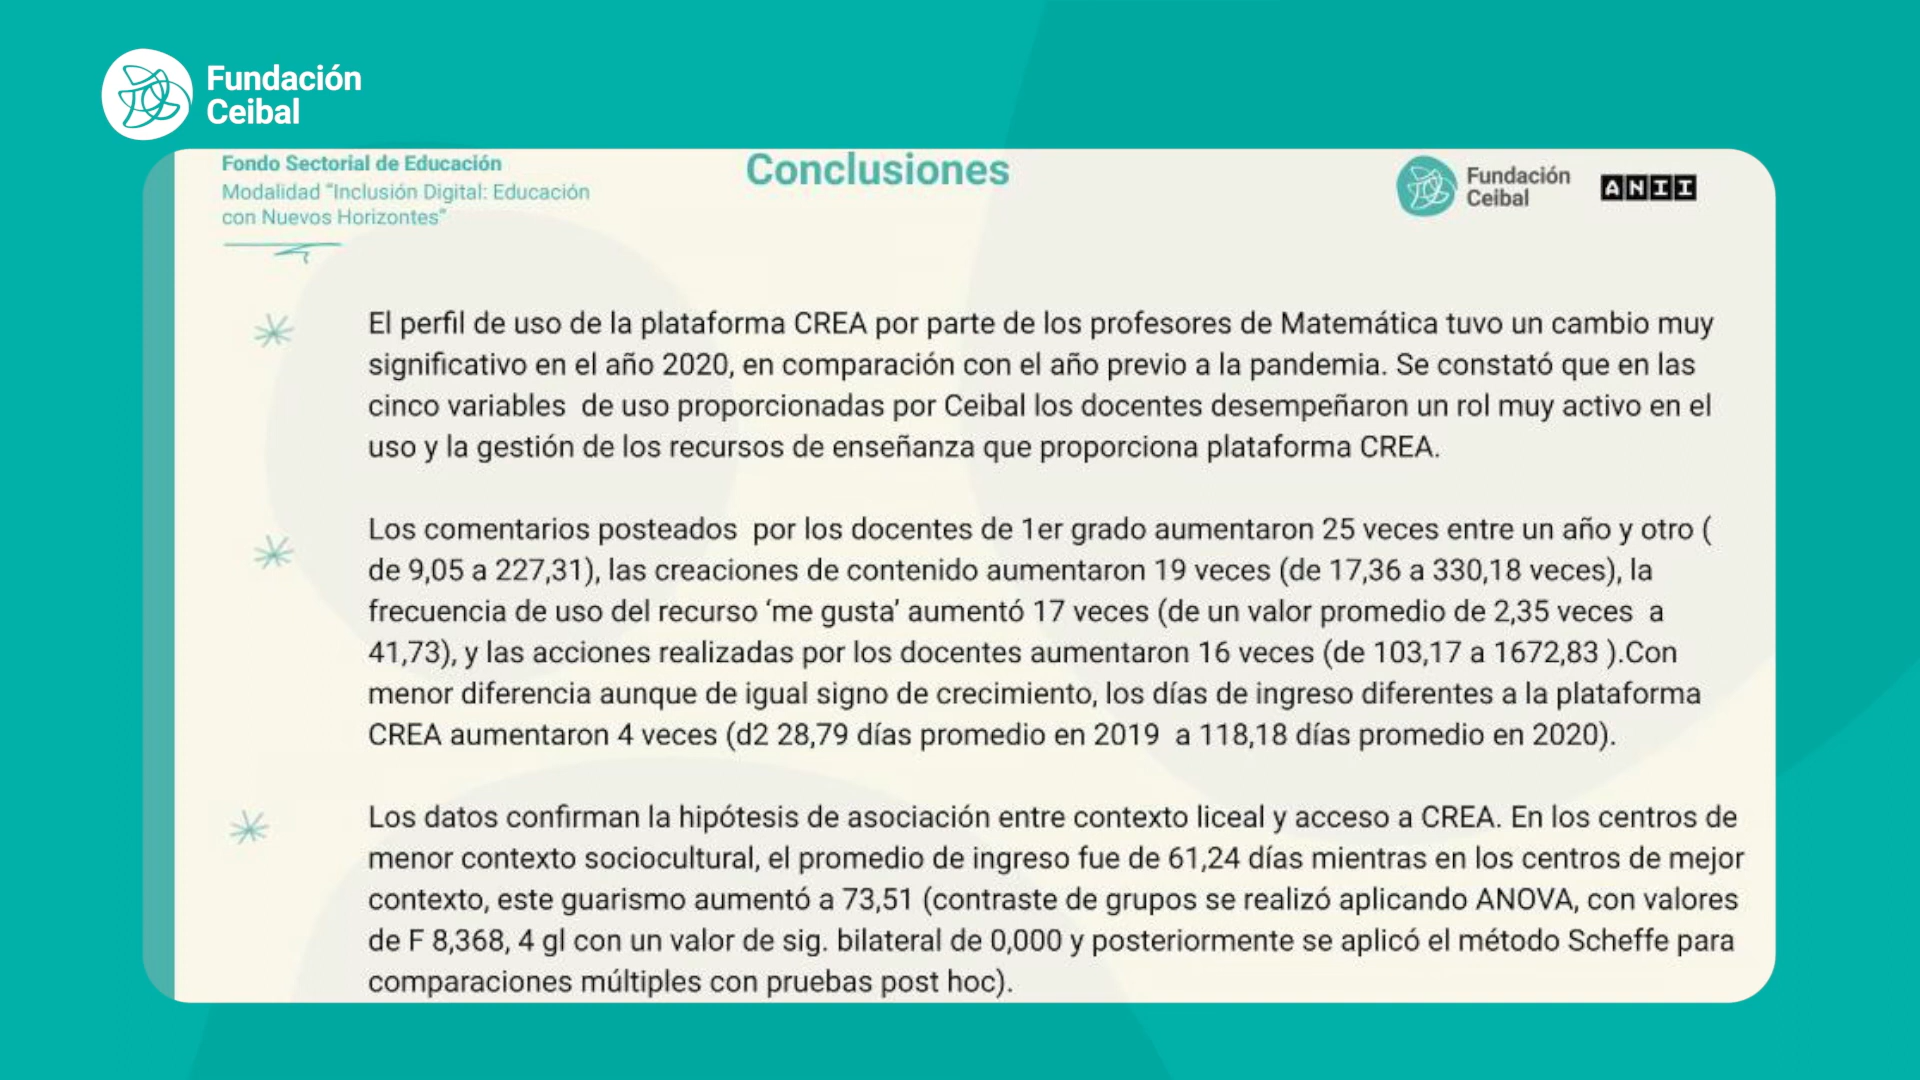 Fundación
Ceibal
Fondo Sectorial de Educación
Modalidad “Inclusión Digital: Educación
con Nuevos Horizontes”
Conclusiones
Fundación
Ceibal
ANII
El perfil de uso de la plataforma CREA por parte de los profesores de Matemática tuvo un cambio muy
significativo en el año 2020, en comparación con el año previo a la pandemia. Se constató que en las
cinco variables  de uso proporcionadas por Ceibal los docentes desempeñaron un rol muy activo en el
uso y la gestión de los recursos de enseñanza que proporciona plataforma CREA.
Los comentarios posteados  por los docentes de 1er grado aumentaron 25 veces entre un año y otro (
de 9,05 a 227,31), las creaciones de contenido aumentaron 19 veces (de 17,36 a 330,18 veces), la
frecuencia de uso del recurso ‘me gusta’ aumentó 17 veces (de un valor promedio de 2,35 veces  a
41,73), y las acciones realizadas por los docentes aumentaron 16 veces (de 103,17 a 1672,83 ).Con
menor diferencia aunque de igual signo de crecimiento, los días de ingreso diferentes a la plataforma
CREA aumentaron 4 veces (d2 28,79 días promedio en 2019  a 118,18 días promedio en 2020).
Los datos confirman la hipótesis de asociación entre contexto liceal y acceso a CREA. En los centros de
menor contexto sociocultural, el promedio de ingreso fue de 61,24 días mientras en los centros de mejor
contexto, este guarismo aumentó a 73,51 (contraste de grupos se realizó aplicando ANOVA, con valores
de F 8,368, 4 gl con un valor de sig. bilateral de 0,000 y posteriormente se aplicó el método Scheffe para
comparaciones múltiples con pruebas post hoc).